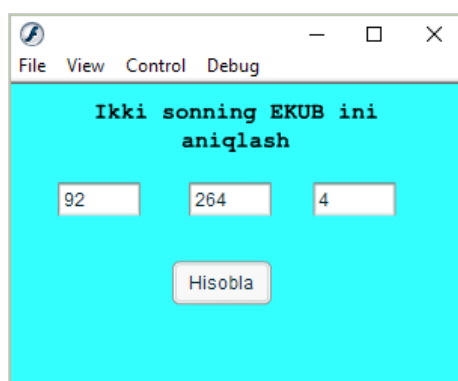 File View Control Debug
Ikki sonning EKUB ini
aniqlash
92 264 4
Hisobla